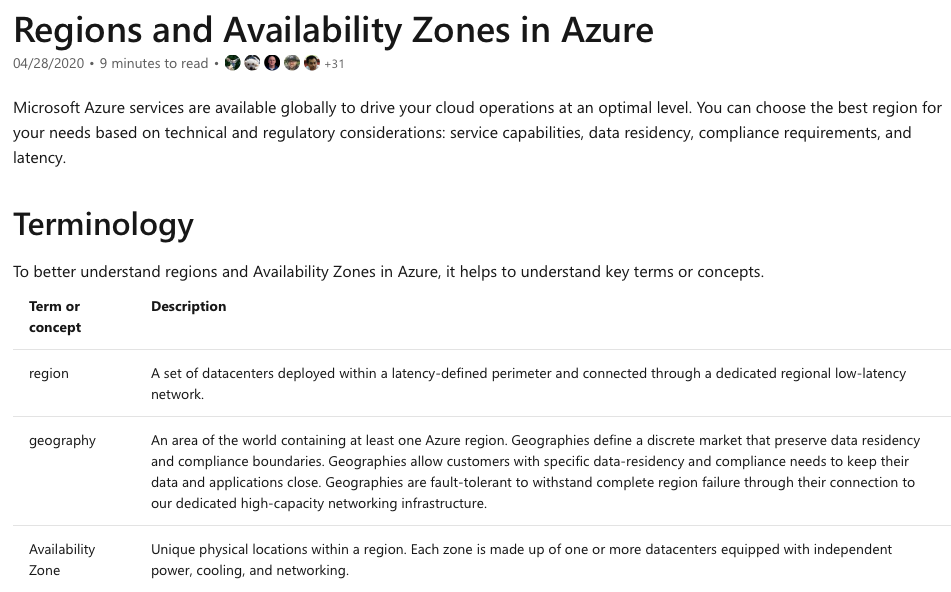 Regions and Availability Zones in Azure
04/28/2020 • 9 minutes to read • +31
Microsoft Azure services are available globally to drive your cloud operations at an optimal level. You can choose the best region for
your needs based on technical and regulatory considerations: service capabilities, data residency, compliance requirements, and
latency.
Terminology
To better understand regions and Availability Zones in Azure, it helps to understand key terms or concepts.
Term or
concept
Description
region
A set of datacenters deployed within a latency-defined perimeter and connected through a dedicated regional low-latency
network.
geography
An area of the world containing at least one Azure region. Geographies define a discrete market that preserve data residency
and compliance boundaries. Geographies allow customers with specific data-residency and compliance needs to keep their
data and applications close. Geographies are fault-tolerant to withstand complete region failure through their connection to
our dedicated high-capacity networking infrastructure.
Availability
Zone
Unique physical locations within a region. Each zone is made up of one or more datacenters equipped with independent
power, cooling, and networking.